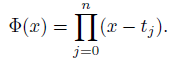 Φ(x) = ∏_{j=0}^{n} (x − t_j).